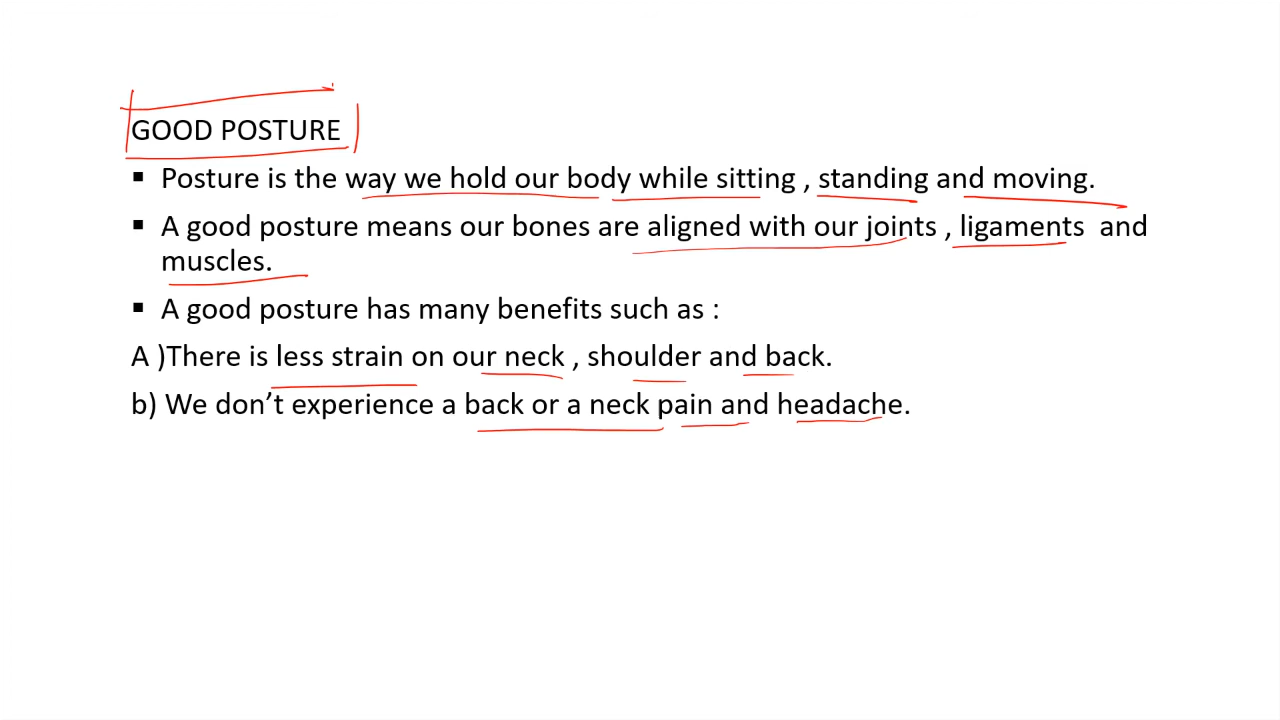 GOOD POSTURE
▪ Posture is the way we hold our body while sitting , standing and moving.
▪ A good posture means our bones are aligned with our joints , ligaments and
muscles.
▪ A good posture has many benefits such as :
A )There is less strain on our neck , shoulder and back.
b) We don’t experience a back or a neck pain and headache.